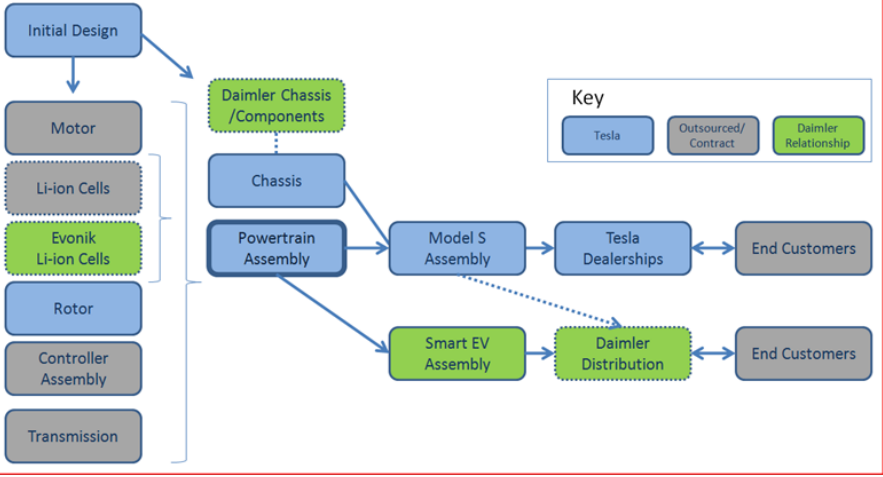 Initial Design
Motor
Li-ion Cells
Evonik
Li-ion Cells
Rotor
Controller
Assembly
Transmission
Daimler Chassis
/Components
Chassis
Powertrain
Assembly
Model S
Assembly
Tesla
Dealerships
End Customers
Smart EV
Assembly
Daimler
Distribution
End Customers
Key
Tesla
Outsourced/
Contract
Daimler
Relationship